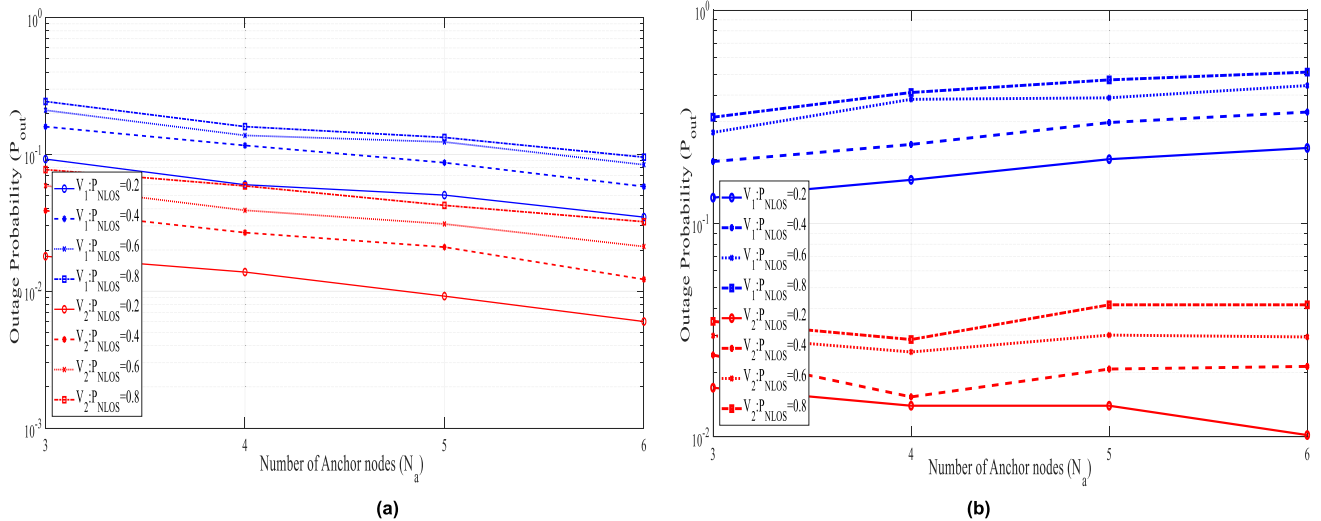 10^0
10^-1
10^-2
10^-3
Outage Probability (P_out)
V_1:P_NLOS=0.2
V_1:P_NLOS=0.4
V_1:P_NLOS=0.6
V_1:P_NLOS=0.8
V_2:P_NLOS=0.2
V_2:P_NLOS=0.4
V_2:P_NLOS=0.6
V_2:P_NLOS=0.8
3 4 5 6
Number of Anchor nodes (N_a)
(a)
10^0
10^-1
10^-2
Outage Probability (P_out)
V_1:P_NLOS=0.2
V_1:P_NLOS=0.4
V_1:P_NLOS=0.6
V_1:P_NLOS=0.8
V_2:P_NLOS=0.2
V_2:P_NLOS=0.4
V_2:P_NLOS=0.6
V_2:P_NLOS=0.8
3 4 5 6
Number of Anchor nodes (N_a)
(b)